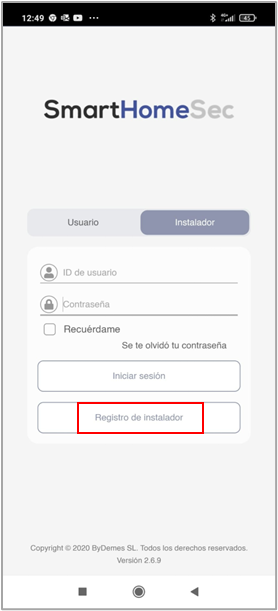 12:49
4G+
45
SmartHomeSec
Usuario Instalador
ID de usuario
Contraseña
Recuérdame
Se te olvidó tu contraseña
Iniciar sesión
Registro de instalador
Copyright © 2020 ByDemes SL. Todos los derechos reservados.
Versión 2.6.9